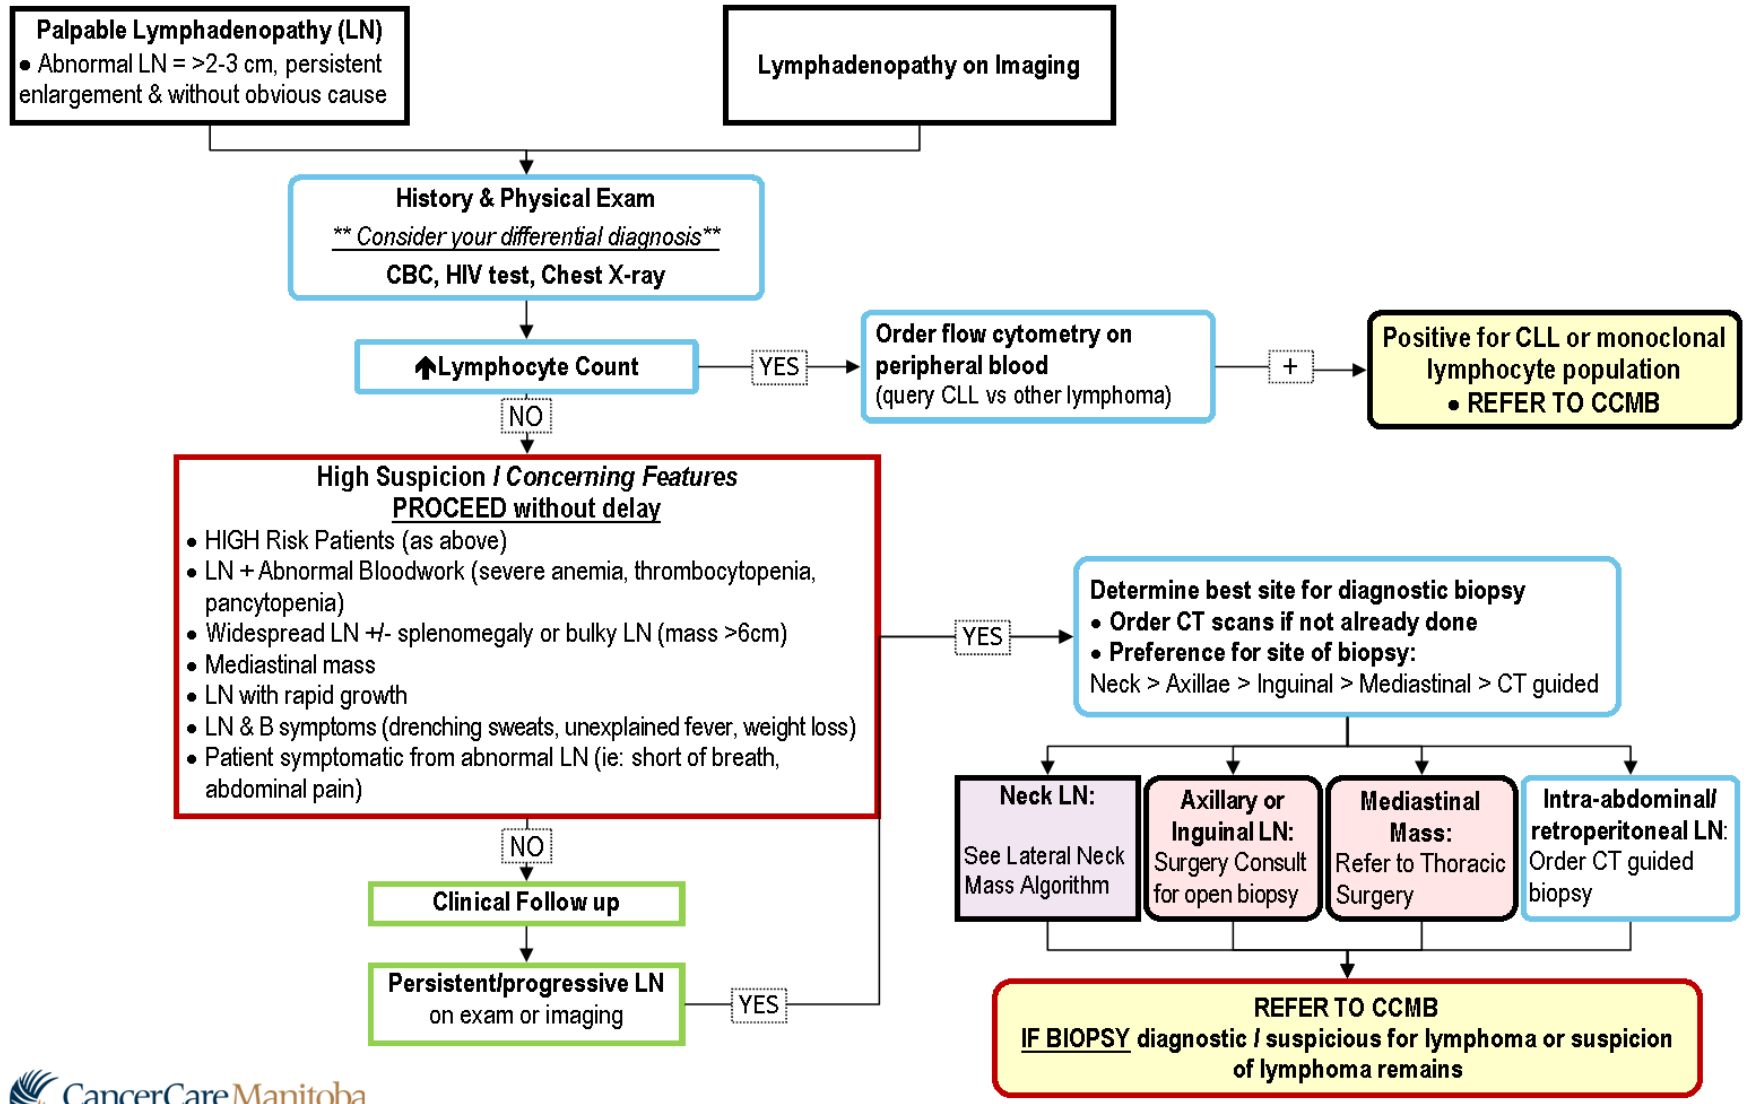 Palpable Lymphadenopathy (LN)
● Abnormal LN = >2-3 cm, persistent
enlargement & without obvious cause
Lymphadenopathy on Imaging
History & Physical Exam
** Consider your differential diagnosis**
CBC, HIV test, Chest X-ray
🡅Lymphocyte Count
YES
Order flow cytometry on
peripheral blood
(query CLL vs other lymphoma)
+
Positive for CLL or monoclonal
lymphocyte population
● REFER TO CCMB
NO
High Suspicion / Concerning Features
PROCEED without delay
● HIGH Risk Patients (as above)
● LN + Abnormal Bloodwork (severe anemia, thrombocytopenia,
pancytopenia)
● Widespread LN +/- splenomegaly or bulky LN (mass >6cm)
● Mediastinal mass
● LN with rapid growth
● LN & B symptoms (drenching sweats, unexplained fever, weight loss)
● Patient symptomatic from abnormal LN (ie: short of breath,
abdominal pain)
YES
Determine best site for diagnostic biopsy
● Order CT scans if not already done
● Preference for site of biopsy:
Neck > Axillae > Inguinal > Mediastinal > CT guided
Neck LN:
See Lateral Neck
Mass Algorithm
Axillary or
Inguinal LN:
Surgery Consult
for open biopsy
Mediastinal
Mass:
Refer to Thoracic
Surgery
Intra-abdominal/
retroperitoneal LN:
Order CT guided
biopsy
NO
Clinical Follow up
Persistent/progressive LN
on exam or imaging
YES
REFER TO CCMB
IF BIOPSY diagnostic / suspicious for lymphoma or suspicion
of lymphoma remains
CancerCare Manitoba